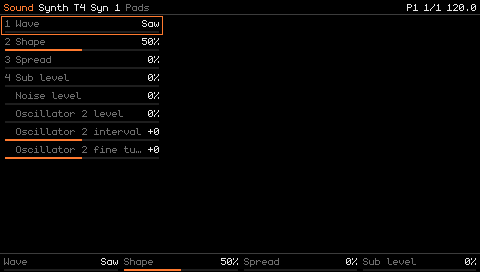 Sound Synth T4 Syn 1 Pads P1 1/1 120.0
1 Wave Saw
2 Shape 50%
3 Spread 0%
4 Sub level 0%
Noise level 0%
Oscillator 2 level 0%
Oscillator 2 interval +0
Oscillator 2 fine tu… +0
Wave Saw Shape 50% Spread 0% Sub level 0%